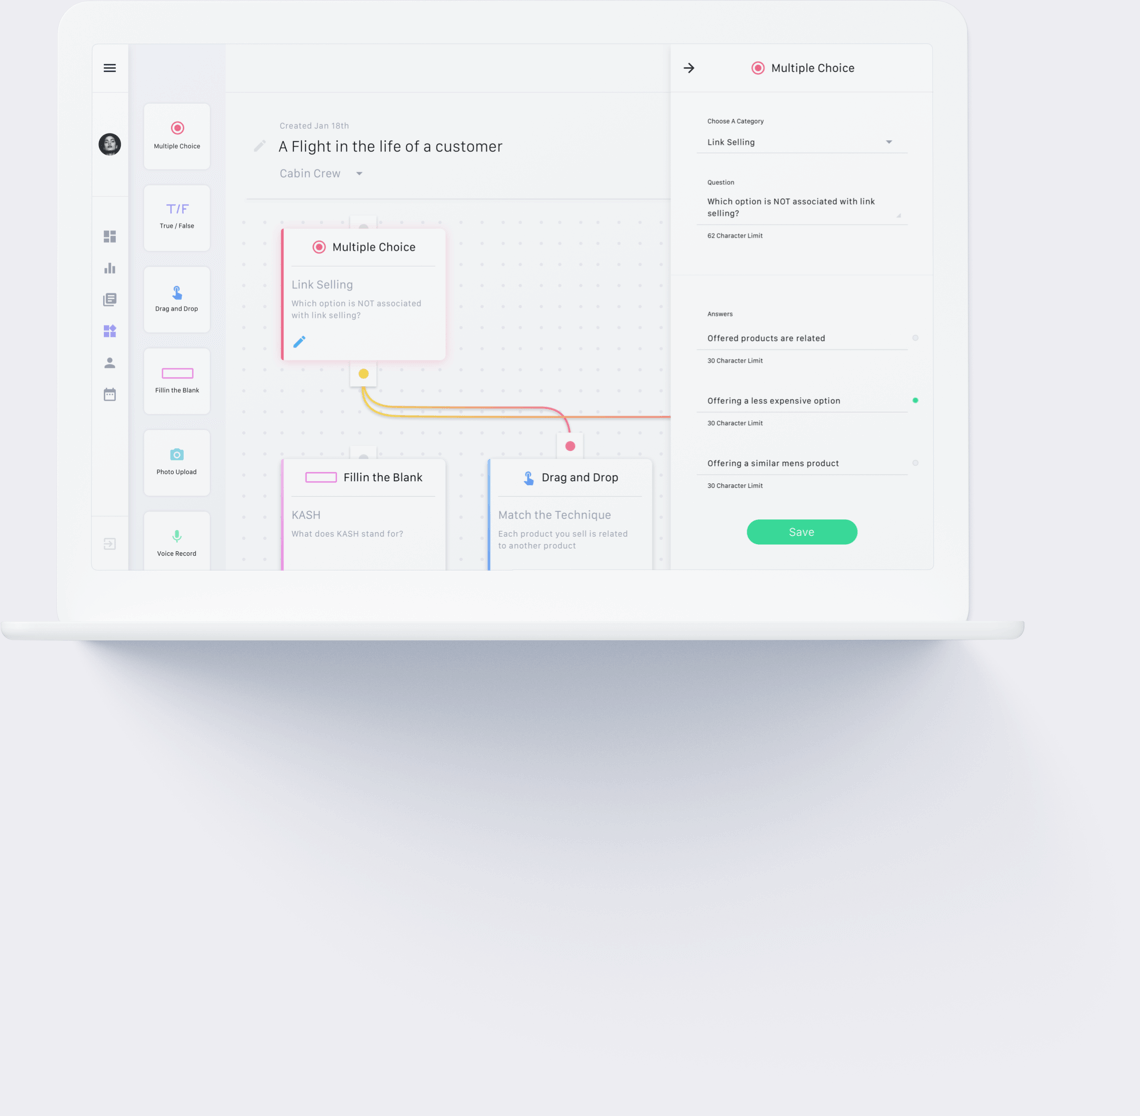 Multiple Choice
T/F
True / False
Drag and Drop
Fillin the Blank
Photo Upload
Voice Record
Created Jan 18th
A Flight in the life of a customer
Cabin Crew
Multiple Choice
Link Selling
Which option is NOT associated
with link selling?
Fillin the Blank
KASH
What does KASH stand for?
Drag and Drop
Match the Technique
Each product you sell is related
to another product
Multiple Choice
Choose A Category
Link Selling
Question
Which option is NOT associated with link
selling?
62 Character Limit
Answers
Offered products are related
30 Character Limit
Offering a less expensive option
30 Character Limit
Offering a similar mens product
30 Character Limit
Save